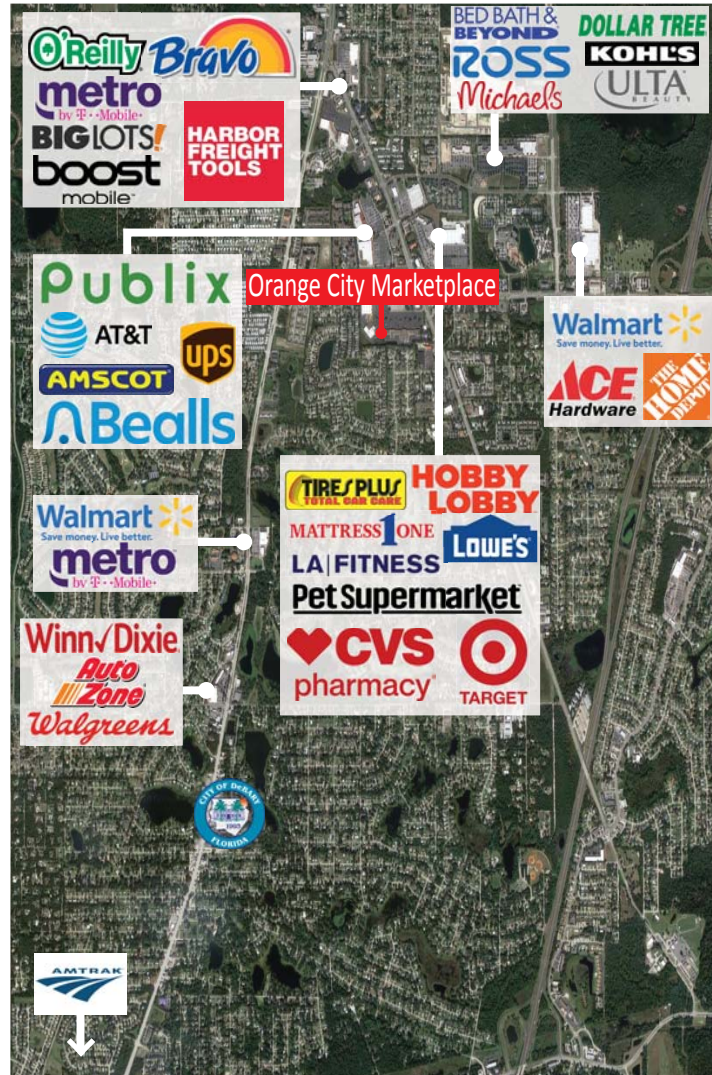 O'Reilly
Bravo
metro
by T-Mobile
BIG LOTS!
boost
mobile
HARBOR
FREIGHT
TOOLS
BED BATH &
BEYOND
ROSS
Michaels
DOLLAR TREE
KOHL'S
ULTA
BEAUTY
Publix
AT&T
ups
AMSCOT
Bealls
Orange City Marketplace
Walmart
Save money. Live better.
ACE
Hardware
THE
HOME
DEPOT
Walmart
Save money. Live better.
metro
by T-Mobile
TIRES PLUS
TOTAL CAR CARE
HOBBY
LOBBY
MATTRESS 1 ONE
LOWE'S
LA|FITNESS
Pet Supermarket
CVS
pharmacy
TARGET
Winn Dixie
Auto
Zone
Walgreens
CITY OF DeBARY
1993
FLORIDA
AMTRAK